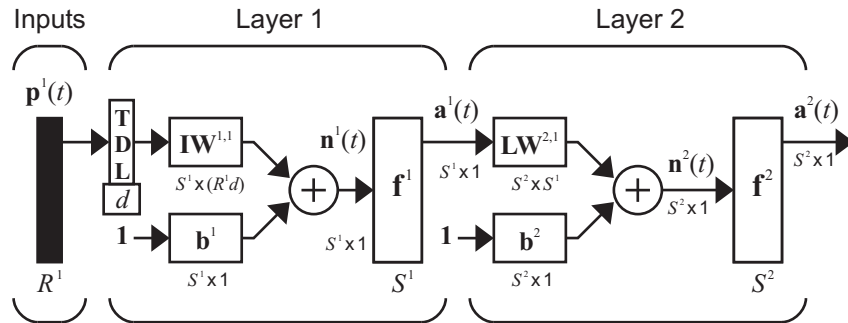 Inputs Layer 1 Layer 2
p¹(t) a¹(t) a²(t)
TDL
d
IW¹,¹
S¹ x (R¹d)
n¹(t)
f¹
S¹ x 1
LW²,¹
S² x S¹
n²(t)
f²
S² x 1
1 b¹
S¹ x 1
S¹ x 1
1 b²
S² x 1
S² x 1
R¹ S¹ S²